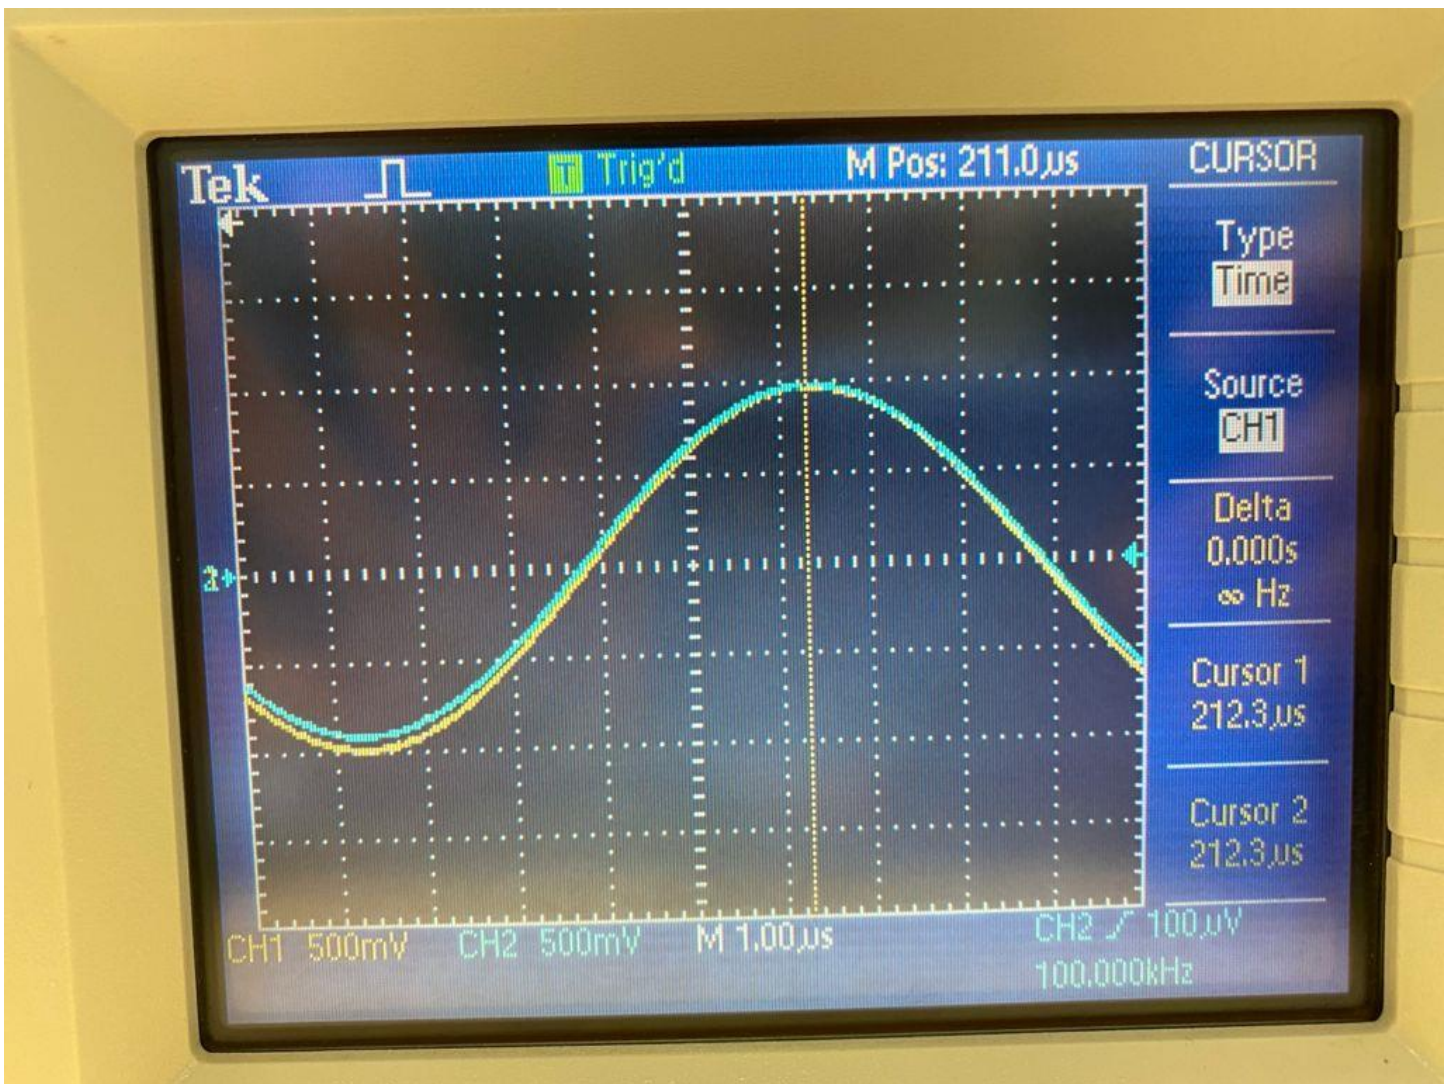 Tek T Trig'd M Pos: 211.0µs CURSOR
Type
Time
Source
CH1
Delta
0.000s
∞ Hz
2
Cursor 1
212.3µs
Cursor 2
212.3µs
CH1 500mV CH2 500mV M 1.00µs CH2 100µV
100.000kHz